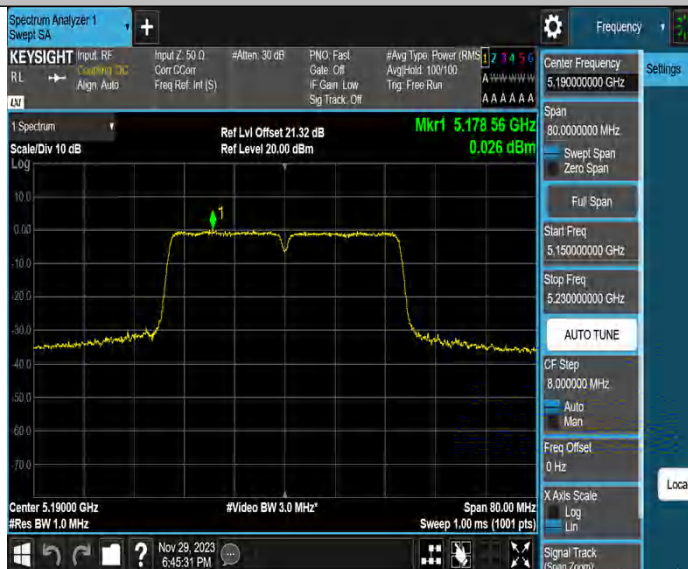 Spectrum Analyzer 1
Swept SA
Frequency
KEYSIGHT
RL
LXI
Input: RF
Coupling: DC
Align: Auto
Input Z: 50 Ω
Corr CCorr
Freq Ref: Int (S)
#Atten: 30 dB
PNO: Fast
Gate: Off
IF Gain: Low
Sig Track: Off
#Avg Type: Power (RMS
Avg|Hold: 100/100
Trig: Free Run
1 2 3 4 5 6
A W W W W W
A A A A A A
1 Spectrum
Scale/Div 10 dB
Ref Lvl Offset 21.32 dB
Ref Level 20.00 dBm
Mkr1 5.178 56 GHz
0.026 dBm
Log
10.0
0.00
-10.0
-20.0
-30.0
-40.0
-50.0
-60.0
-70.0
1
Center 5.19000 GHz
#Res BW 1.0 MHz
#Video BW 3.0 MHz*
Span 80.00 MHz
Sweep 1.00 ms (1001 pts)
Nov 29, 2023
6:45:31 PM
Center Frequency
5.190000000 GHz
Span
80.0000000 MHz
Swept Span
Zero Span
Full Span
Start Freq
5.150000000 GHz
Stop Freq
5.230000000 GHz
AUTO TUNE
CF Step
8.000000 MHz
Auto
Man
Freq Offset
0 Hz
X Axis Scale
Log
Lin
Signal Track
(Span Zoom)
Settings
Loca